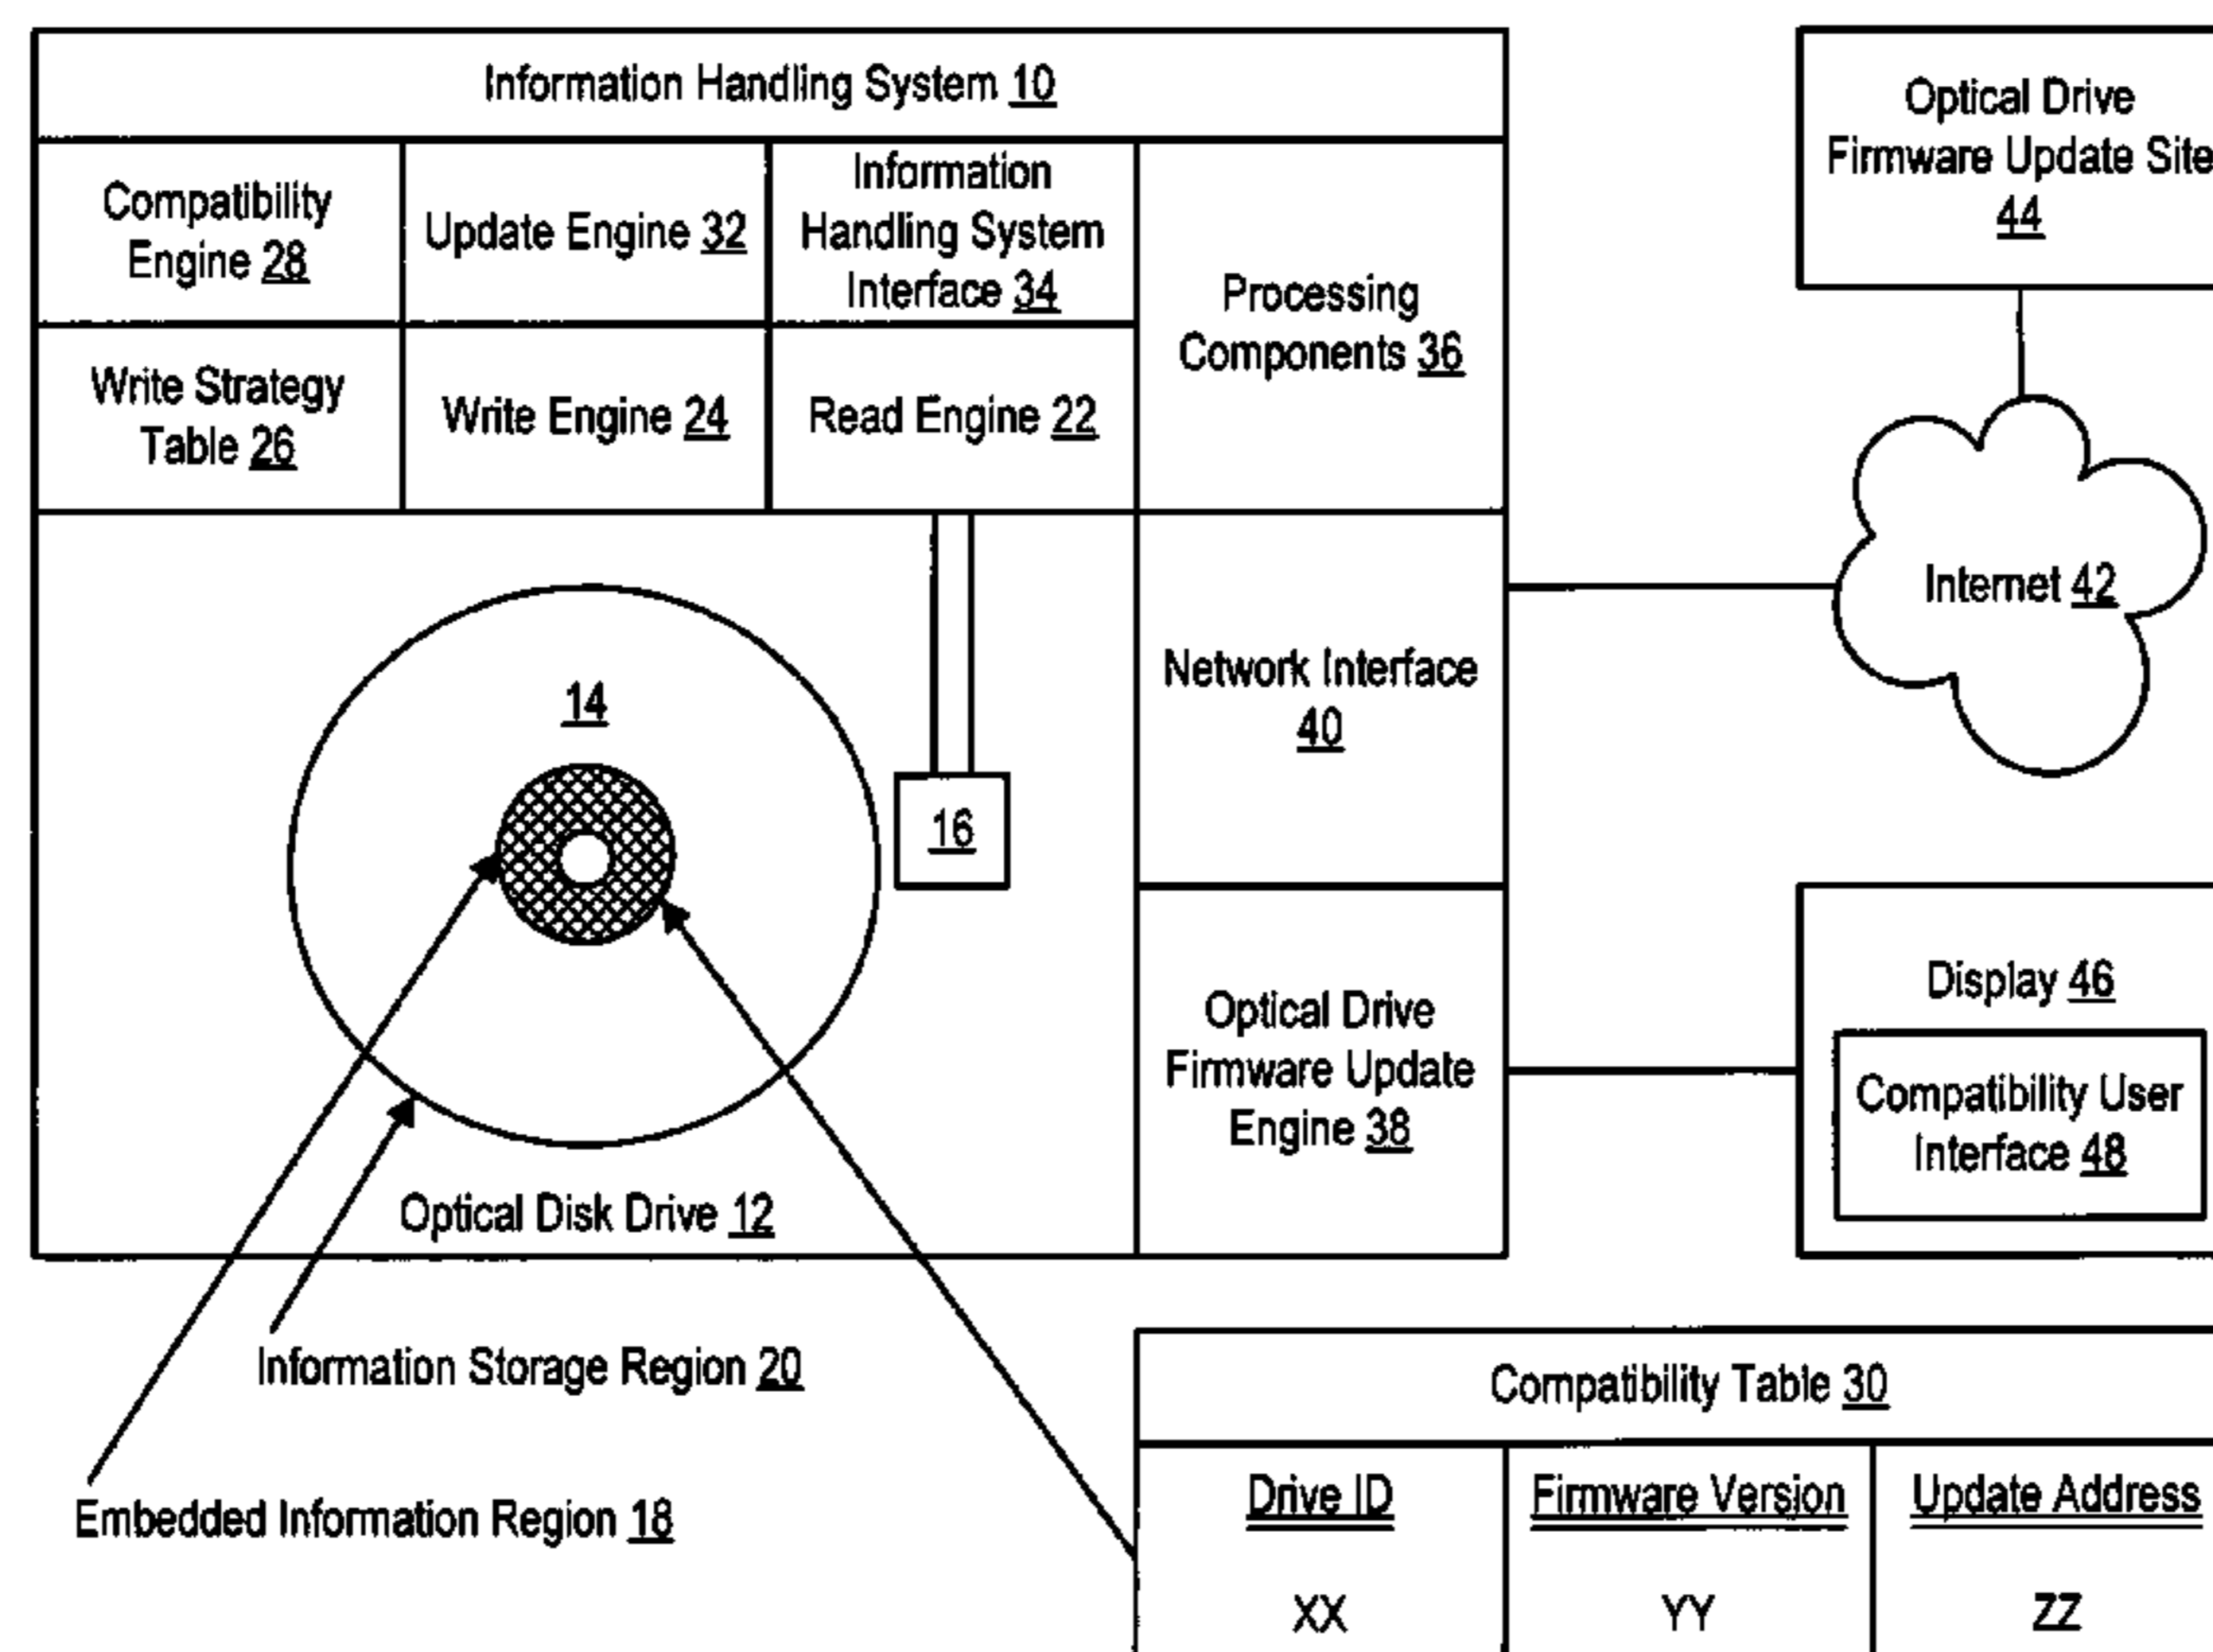 Information Handling System 10
Compatibility
Engine 28
Update Engine 32
Information
Handling System
Interface 34
Processing
Components 36
Write Strategy
Table 26
Write Engine 24
Read Engine 22
Optical Drive
Firmware Update Site
44
Internet 42
14
16
Network Interface
40
Optical Drive
Firmware Update
Engine 38
Display 46
Compatibility User
Interface 48
Optical Disk Drive 12
Information Storage Region 20
Embedded Information Region 18
Compatibility Table 30
Drive ID
Firmware Version
Update Address
XX
YY
ZZ